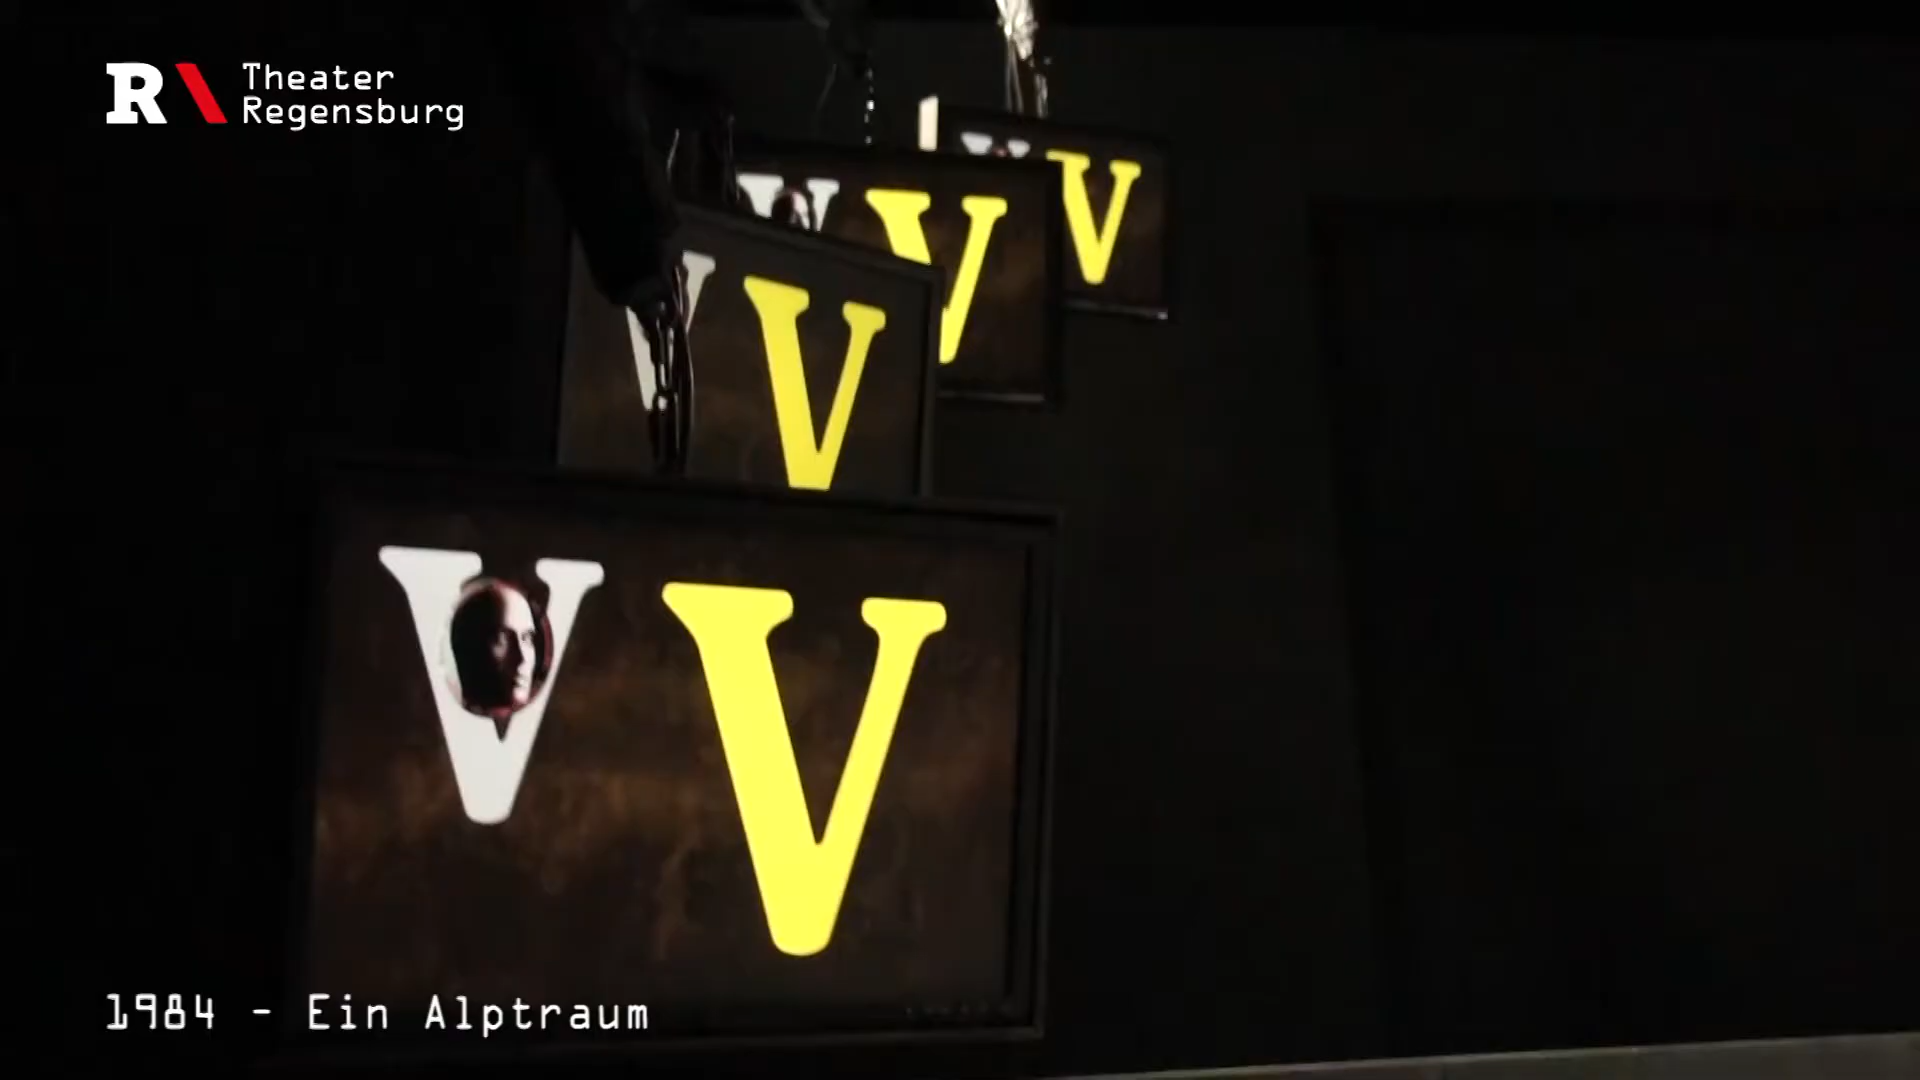 R\ Theater
Regensburg
V V
V V
V V
V V
1984 - Ein Alptraum